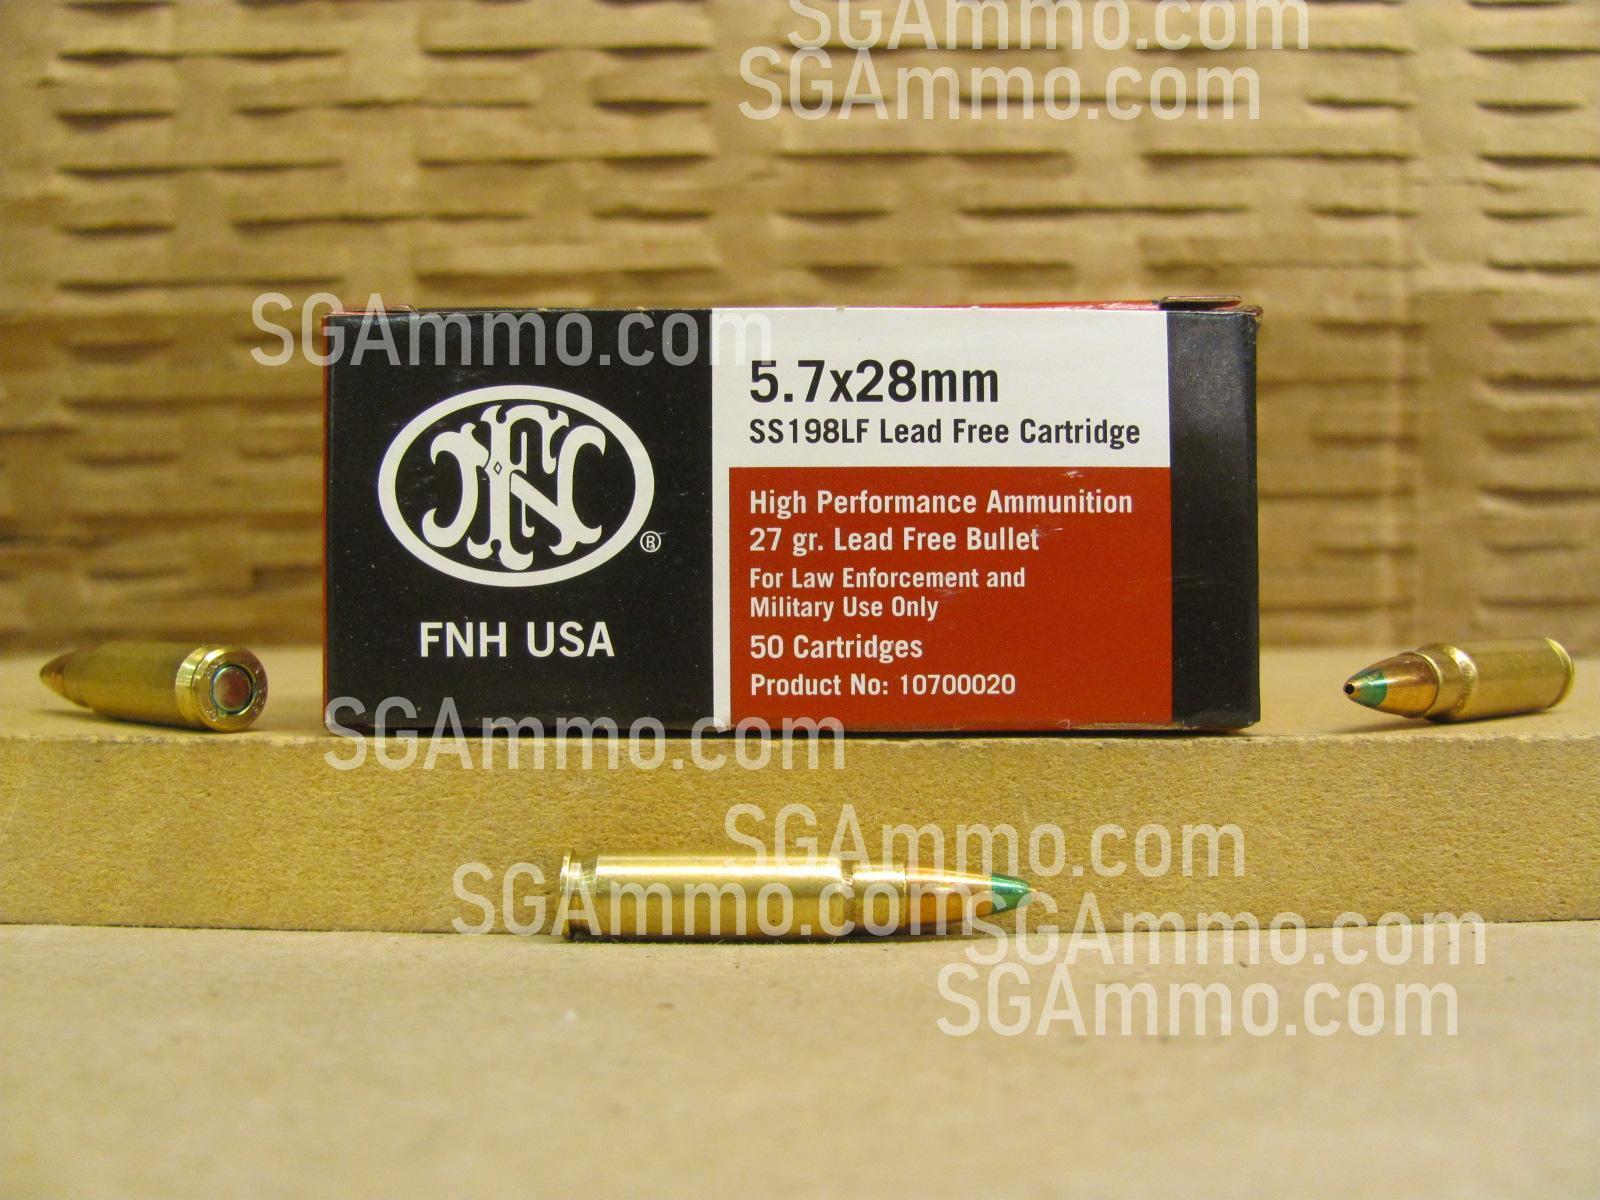 SGAmmo.com
SGAmmo.com
SGAmmo.com
5.7x28mm
SS198LF Lead Free Cartridge
FN
®
FNH USA
High Performance Ammunition
27 gr. Lead Free Bullet
For Law Enforcement and
Military Use Only
50 Cartridges
Product No: 10700020
SGAmmo.com
SGAmmo.com
SGAmmo.com
SGAmmo.com
SGAmmo.com